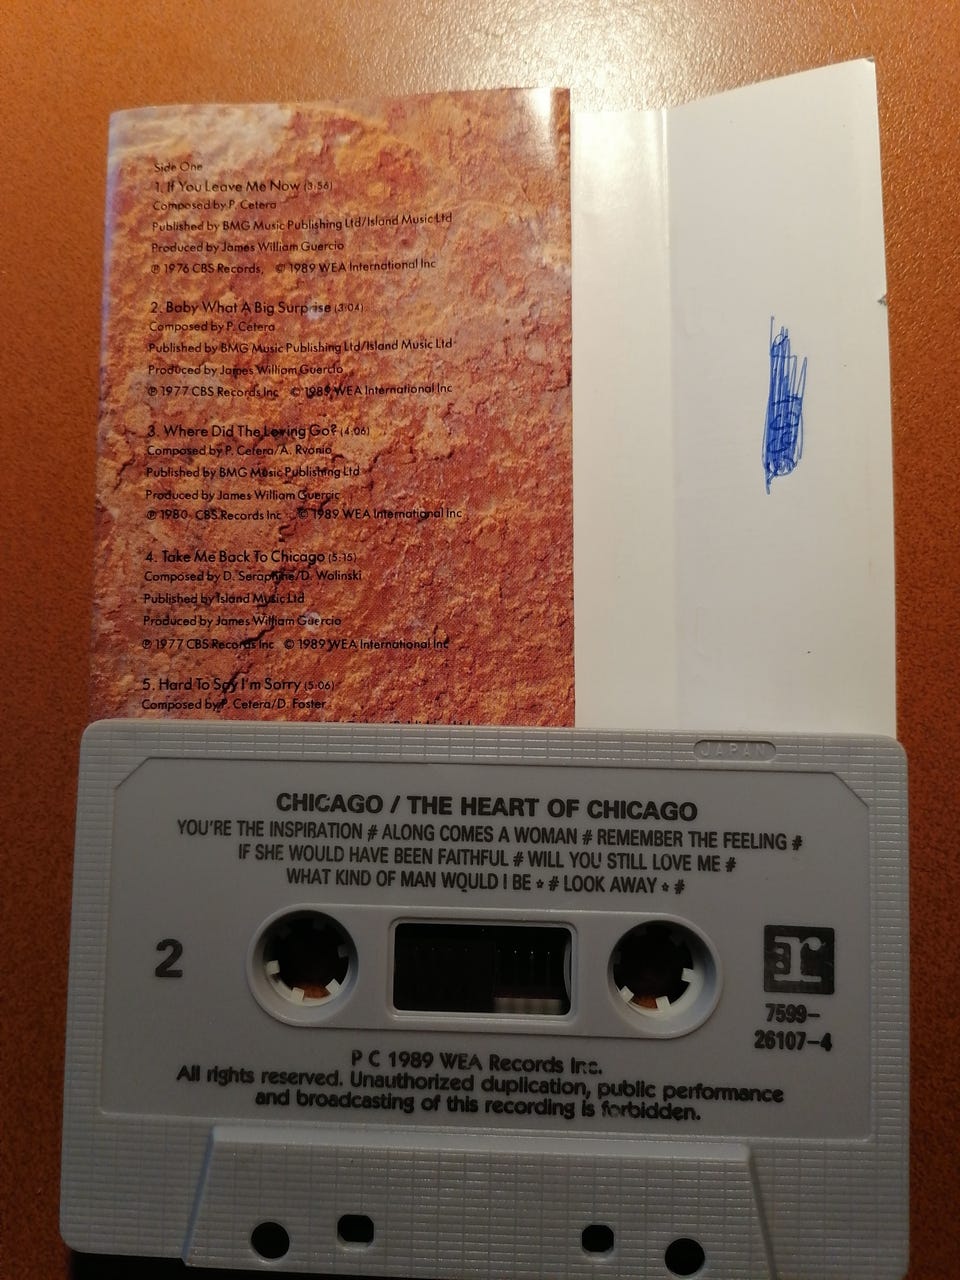 Side One
1. If You Leave Me Now (3:56)
Composed by P. Cetera
Published by BMG Music Publishing Ltd/Island Music Ltd
Produced by James William Guercio
℗ 1976 CBS Records, © 1989 WEA International Inc
2. Baby What A Big Surprise (3:04)
Composed by P. Cetera
Published by BMG Music Publishing Ltd/Island Music Ltd
Produced by James William Guercio
℗ 1977 CBS Records Inc © 1989 WEA International Inc
3. Where Did The Loving Go? (4:06)
Composed by P. Cetera/A. Rvonio
Published by BMG Music Publishing Ltd
Produced by James William Guercio
℗ 1980 CBS Records Inc © 1989 WEA International Inc
4. Take Me Back To Chicago (5:15)
Composed by D. Seraphine/D. Wolinski
Published by Island Music Ltd
Produced by James William Guercio
℗ 1977 CBS Records Inc © 1989 WEA International Inc
5. Hard To Say I'm Sorry (5:06)
Composed by P. Cetera/D. Foster
JAPAN
CHICAGO / THE HEART OF CHICAGO
YOU'RE THE INSPIRATION # ALONG COMES A WOMAN # REMEMBER THE FEELING #
IF SHE WOULD HAVE BEEN FAITHFUL # WILL YOU STILL LOVE ME #
WHAT KIND OF MAN WOULD I BE * # LOOK AWAY * #
2
r
7599-
26107-4
P C 1989 WEA Records Inc.
All rights reserved. Unauthorized duplication, public performance
and broadcasting of this recording is forbidden.